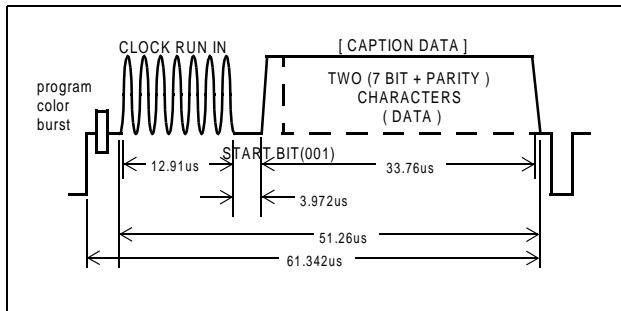 CLOCK RUN IN
[ CAPTION DATA ]
program
color
burst
TWO (7 BIT + PARITY )
CHARACTERS
( DATA )
START BIT(001)
12.91us
33.76us
3.972us
51.26us
61.342us